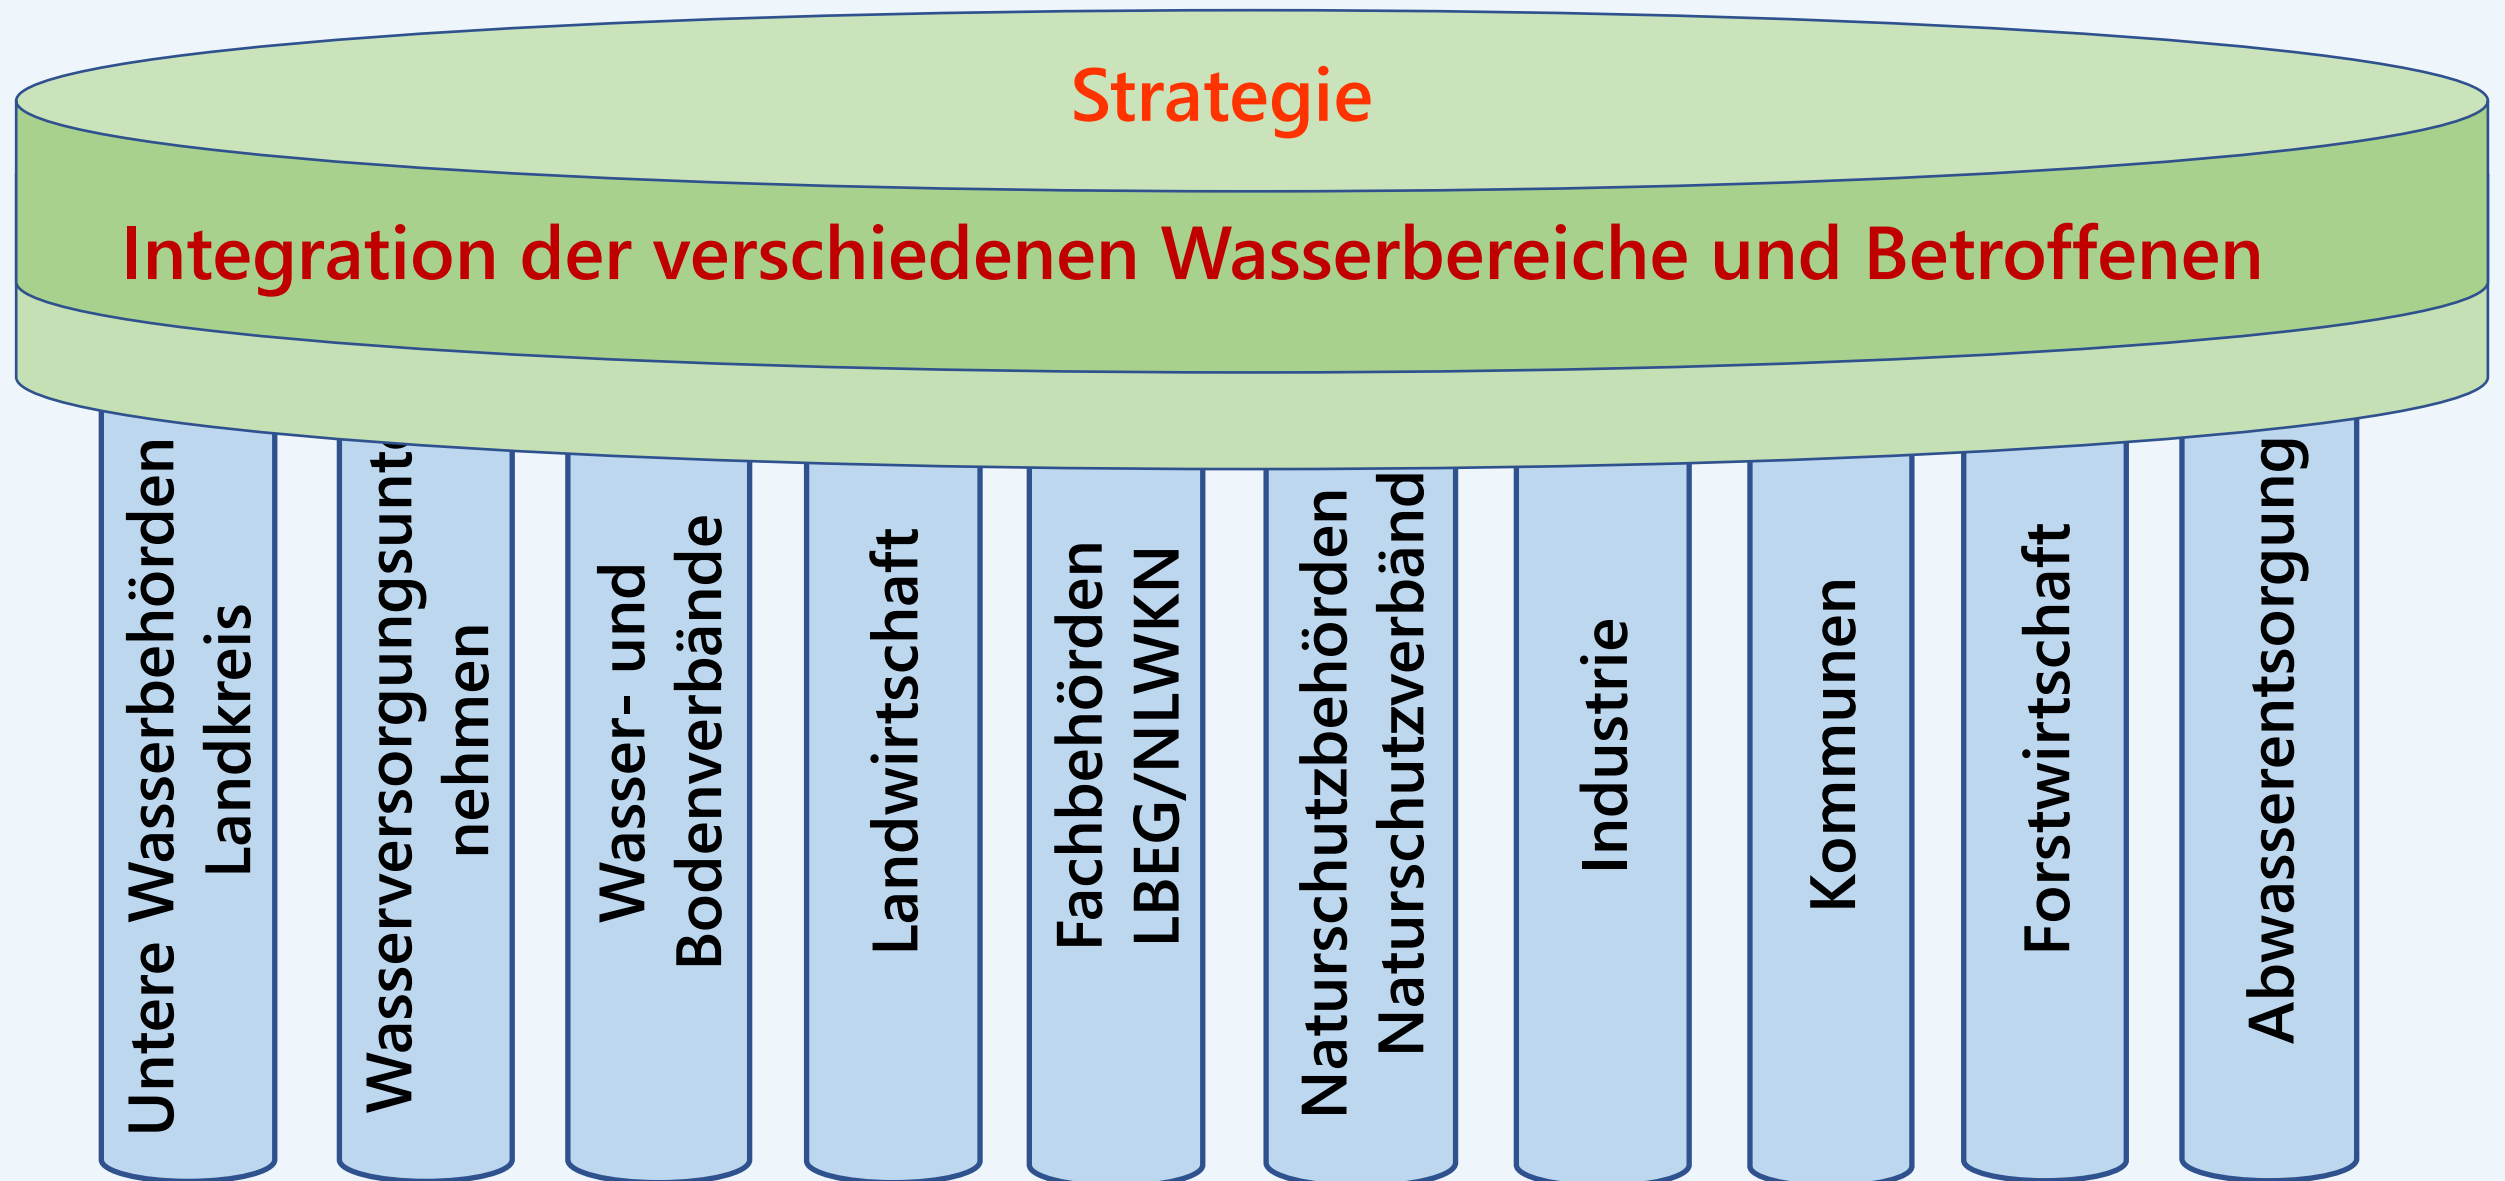 Strategie
Integration der verschiedenen Wasserbereiche und Betroffenen
Untere Wasserbehörden
Landkreis
Wasserversorgungsunte
nehmen
Wasser- und
Bodenverbände
Landwirtschaft
Fachbehörden
LBEG/NLWKN
Naturschutzbehörden
Naturschutzverbänd
Industrie
Kommunen
Forstwirtschaft
Abwasserentsorgung